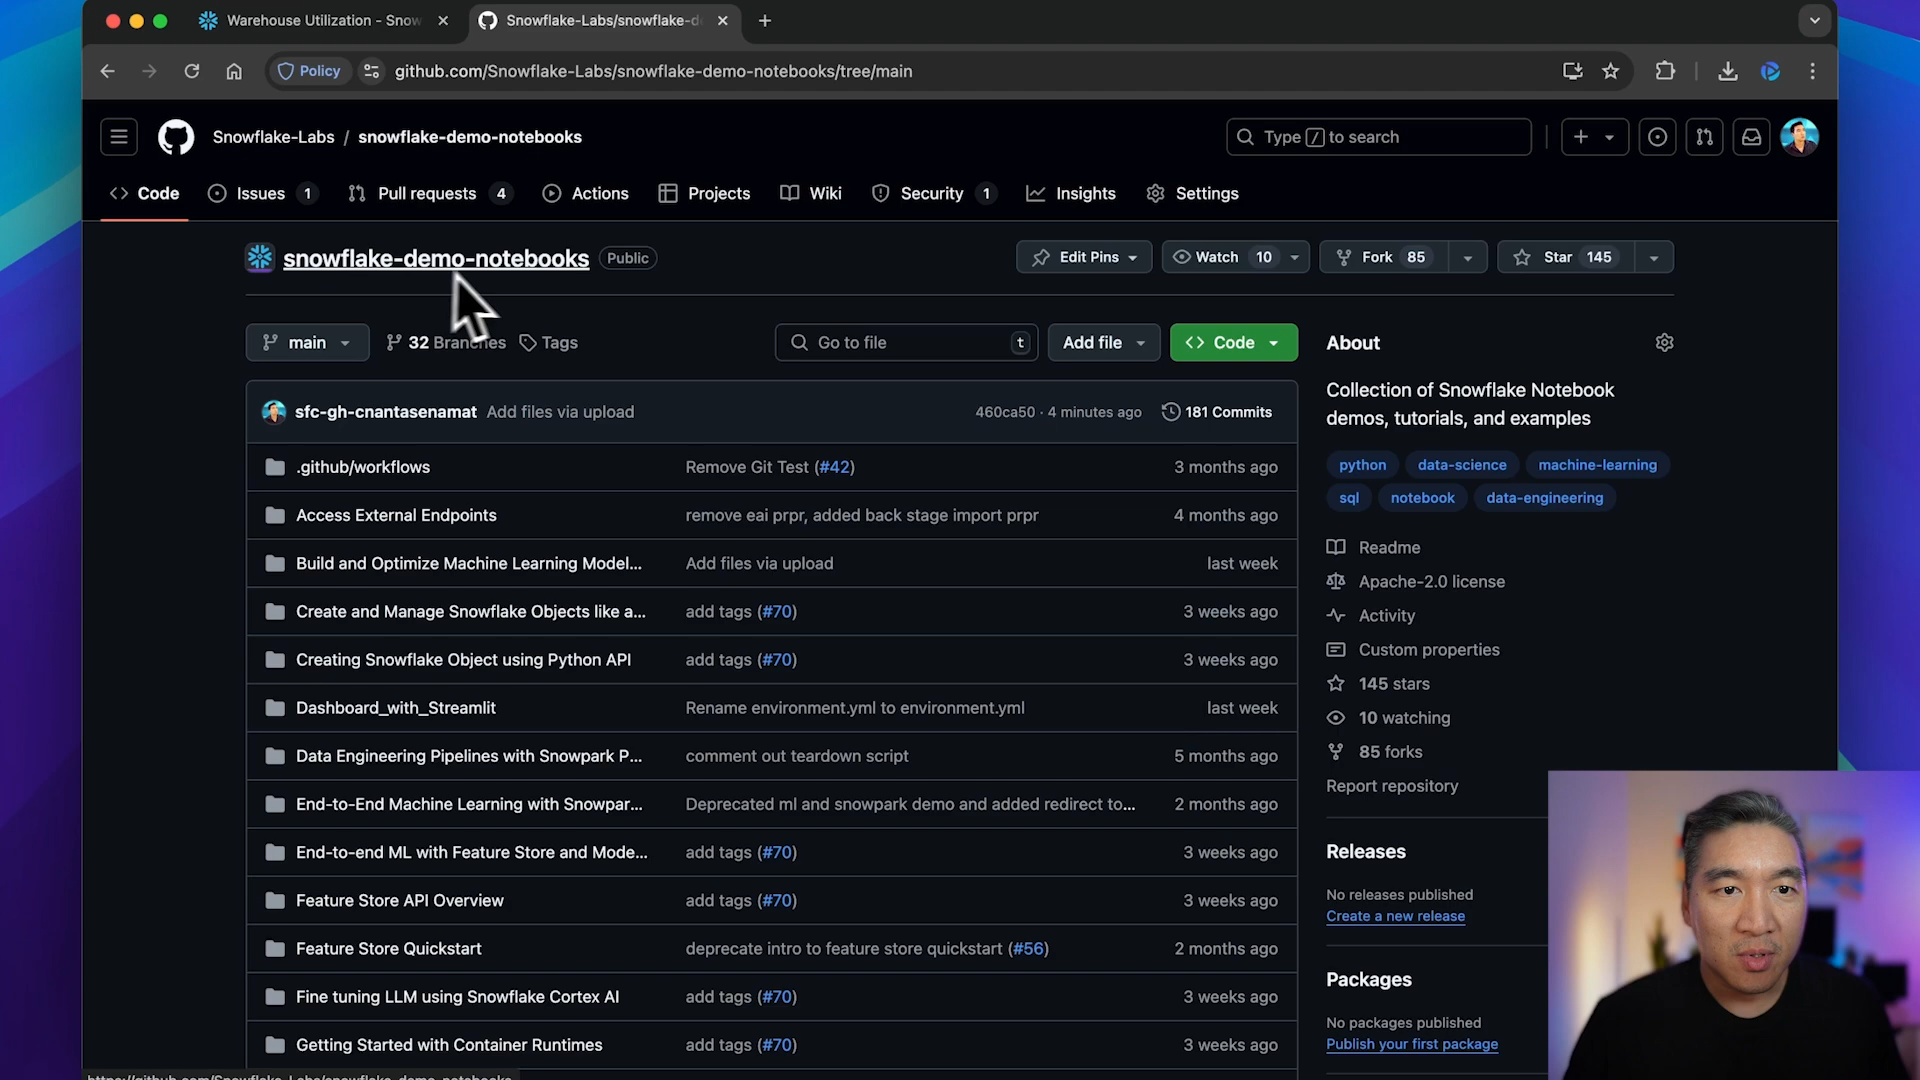 Warehouse Utilization - Snow
Snowflake-Labs/snowflake-d
Policy
github.com/Snowflake-Labs/snowflake-demo-notebooks/tree/main
Snowflake-Labs / snowflake-demo-notebooks
Type / to search
Code
Issues 1
Pull requests 4
Actions
Projects
Wiki
Security 1
Insights
Settings
snowflake-demo-notebooks Public
Edit Pins
Watch 10
Fork 85
Star 145
main
32 Branches
Tags
Go to file t
Add file
Code
sfc-gh-cnantasenamat Add files via upload 460ca50 · 4 minutes ago 181 Commits
.github/workflows Remove Git Test (#42) 3 months ago
Access External Endpoints remove eai prpr, added back stage import prpr 4 months ago
Build and Optimize Machine Learning Model... Add files via upload last week
Create and Manage Snowflake Objects like a... add tags (#70) 3 weeks ago
Creating Snowflake Object using Python API add tags (#70) 3 weeks ago
Dashboard_with_Streamlit Rename environment.yml to environment.yml last week
Data Engineering Pipelines with Snowpark P... comment out teardown script 5 months ago
End-to-End Machine Learning with Snowpar... Deprecated ml and snowpark demo and added redirect to... 2 months ago
End-to-end ML with Feature Store and Mode... add tags (#70) 3 weeks ago
Feature Store API Overview add tags (#70) 3 weeks ago
Feature Store Quickstart deprecate intro to feature store quickstart (#56) 2 months ago
Fine tuning LLM using Snowflake Cortex AI add tags (#70) 3 weeks ago
Getting Started with Container Runtimes add tags (#70) 3 weeks ago
About
Collection of Snowflake Notebook
demos, tutorials, and examples
python data-science machine-learning
sql notebook data-engineering
Readme
Apache-2.0 license
Activity
Custom properties
145 stars
10 watching
85 forks
Report repository
Releases
No releases published
Create a new release
Packages
No packages published
Publish your first package